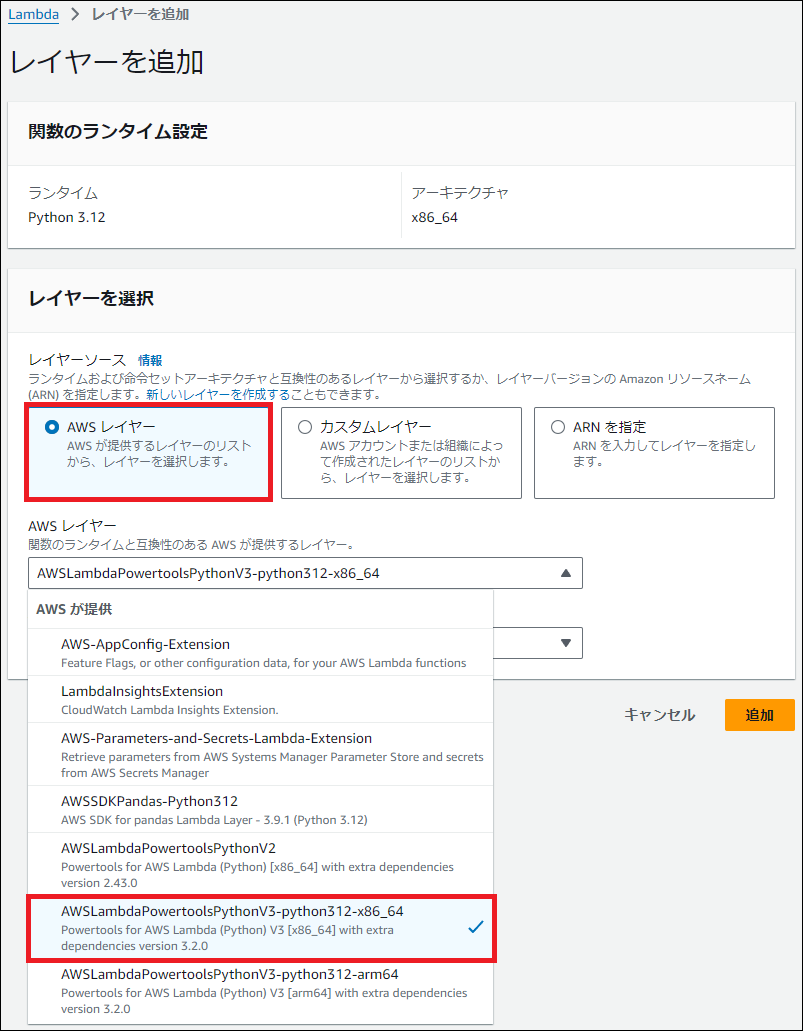 Lambda > レイヤーを追加
レイヤーを追加
関数のランタイム設定
ランタイム
Python 3.12
アーキテクチャ
x86_64
レイヤーを選択
レイヤーソース 情報
ランタイムおよび命令セットアーキテクチャと互換性のあるレイヤーから選択するか、レイヤーバージョンの Amazon リソースネーム
(ARN) を指定します。新しいレイヤーを作成することもできます。
AWS レイヤー
AWS が提供するレイヤーのリスト
から、レイヤーを選択します。
カスタムレイヤー
AWS アカウントまたは組織によっ
て作成されたレイヤーのリストか
ら、レイヤーを選択します。
ARN を指定
ARN を入力してレイヤーを指定し
ます。
AWS レイヤー
関数のランタイムと互換性のある AWS が提供するレイヤー。
AWSLambdaPowertoolsPythonV3-python312-x86_64
AWS が提供
AWS-AppConfig-Extension
Feature Flags, or other configuration data, for your AWS Lambda functions
LambdaInsightsExtension
CloudWatch Lambda Insights Extension.
AWS-Parameters-and-Secrets-Lambda-Extension
Retrieve parameters from AWS Systems Manager Parameter Store and secrets
from AWS Secrets Manager
AWSSDKPandas-Python312
AWS SDK for pandas Lambda Layer - 3.9.1 (Python 3.12)
AWSLambdaPowertoolsPythonV2
Powertools for AWS Lambda (Python) [x86_64] with extra dependencies
version 2.43.0
AWSLambdaPowertoolsPythonV3-python312-x86_64
Powertools for AWS Lambda (Python) V3 [x86_64] with extra
dependencies version 3.2.0
AWSLambdaPowertoolsPythonV3-python312-arm64
Powertools for AWS Lambda (Python) V3 [arm64] with extra dependencies
version 3.2.0
キャンセル
追加